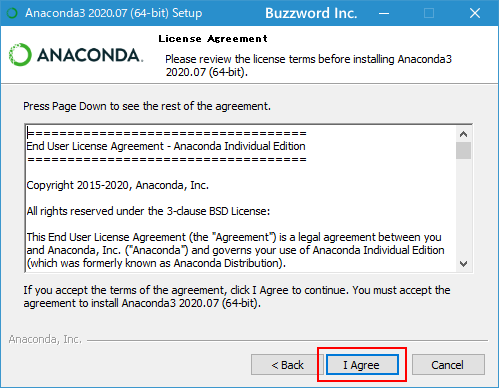 Anaconda3 2020.07 (64-bit) Setup
Buzzword Inc.
ANACONDA.
License Agreement
Please review the license terms before installing Anaconda3
2020.07 (64-bit).
Press Page Down to see the rest of the agreement.
===================================
End User License Agreement - Anaconda Individual Edition
===================================
Copyright 2015-2020, Anaconda, Inc.
All rights reserved under the 3-clause BSD License:
This End User License Agreement (the "Agreement") is a legal agreement between you
and Anaconda, Inc. ("Anaconda") and governs your use of Anaconda Individual Edition
(which was formerly known as Anaconda Distribution).
If you accept the terms of the agreement, click I Agree to continue. You must accept the
agreement to install Anaconda3 2020.07 (64-bit).
Anaconda, Inc.
< Back
I Agree
Cancel